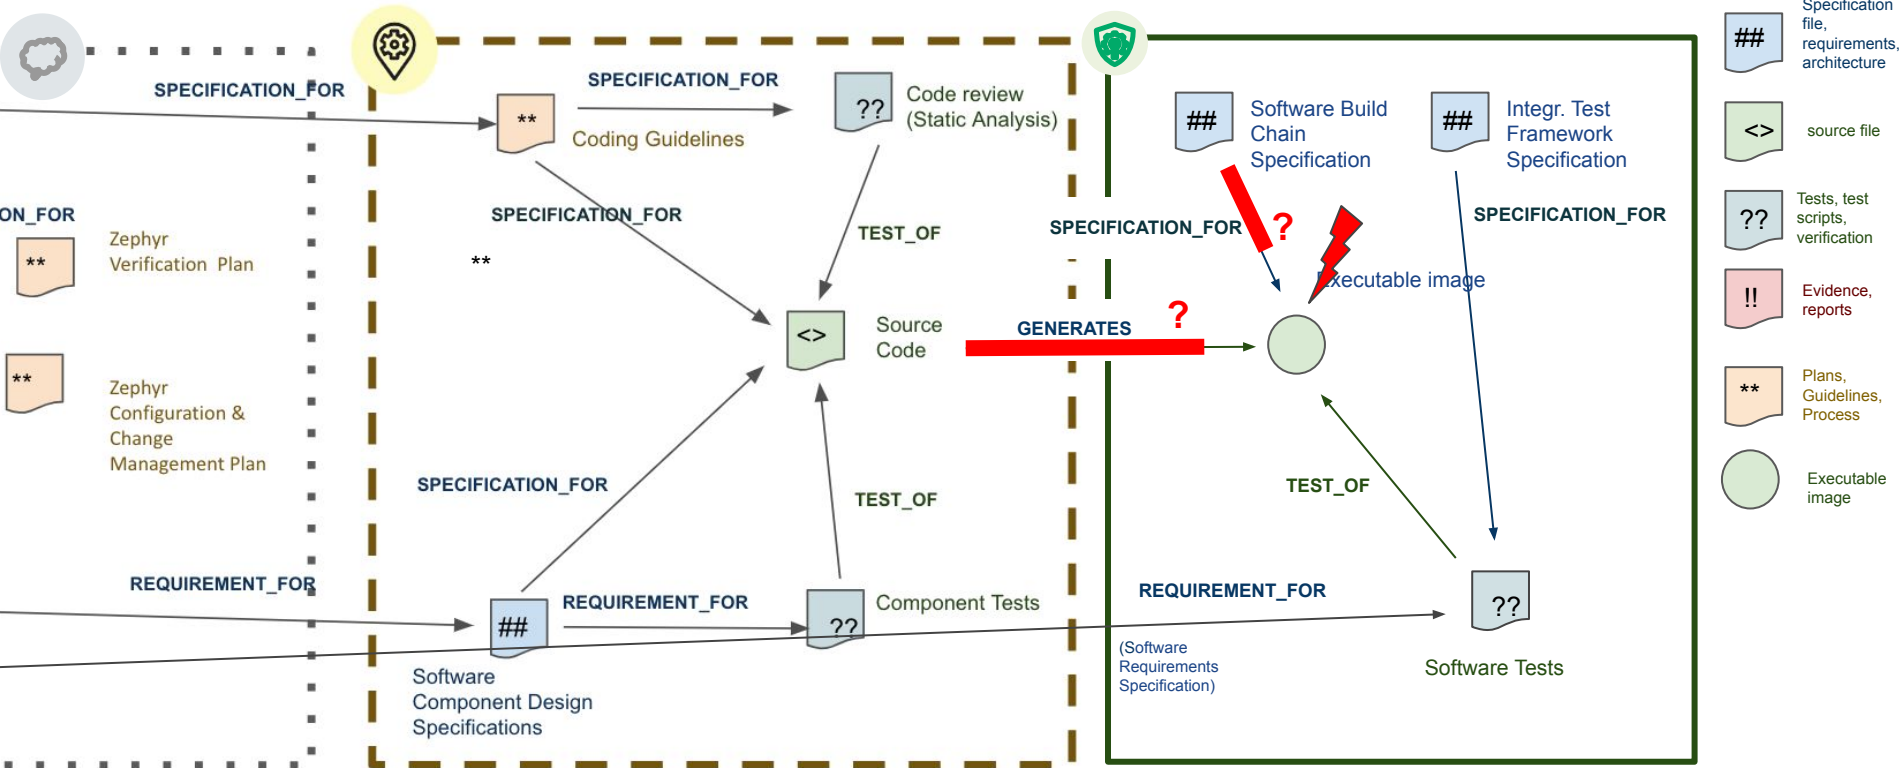 SPECIFICATION_FOR
ON_FOR
**
Zephyr
Verification Plan
**
Zephyr
Configuration &
Change
Management Plan
REQUIREMENT_FOR
**
Coding Guidelines
SPECIFICATION_FOR
??
Code review
(Static Analysis)
SPECIFICATION_FOR
**
TEST_OF
<>
Source
Code
SPECIFICATION_FOR
TEST_OF
##
REQUIREMENT_FOR
??
Component Tests
Software
Component Design
Specifications
##
Software Build
Chain
Specification
##
Integr. Test
Framework
Specification
SPECIFICATION_FOR
?
SPECIFICATION_FOR
Executable image
GENERATES
?
TEST_OF
REQUIREMENT_FOR
(Software
Requirements
Specification)
??
Software Tests
##
Specification
file,
requirements,
architecture
<>
source file
??
Tests, test
scripts,
verification
!!
Evidence,
reports
**
Plans,
Guidelines,
Process
Executable
image